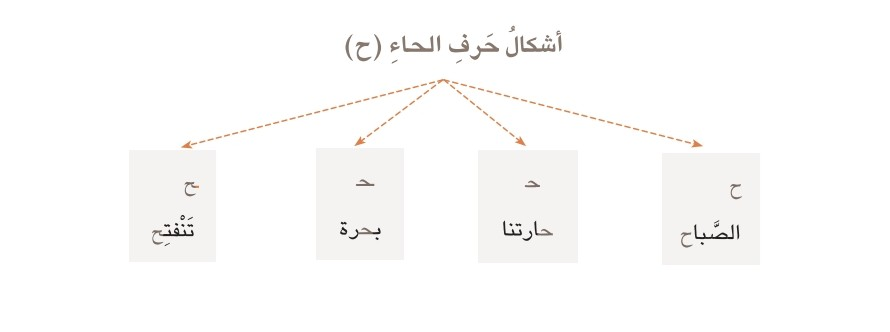 أشكالُ حَرفِ الحاءِ (ح)
ح
الصَّباح
حـ
حارتنا
ـحـ
بحرة
ـح
تَنْفتِح